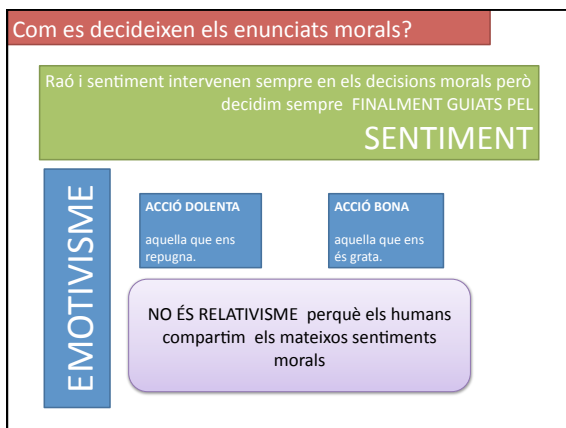 Com es decideixen els enunciats morals?
Raó i sentiment intervenen sempre en els decisions morals però
decidim sempre FINALMENT GUIATS PEL
SENTIMENT
EMOTIVISME
ACCIÓ DOLENTA
aquella que ens
repugna.
ACCIÓ BONA
aquella que ens
és grata.
NO ÉS RELATIVISME perquè els humans
compartim els mateixos sentiments
morals